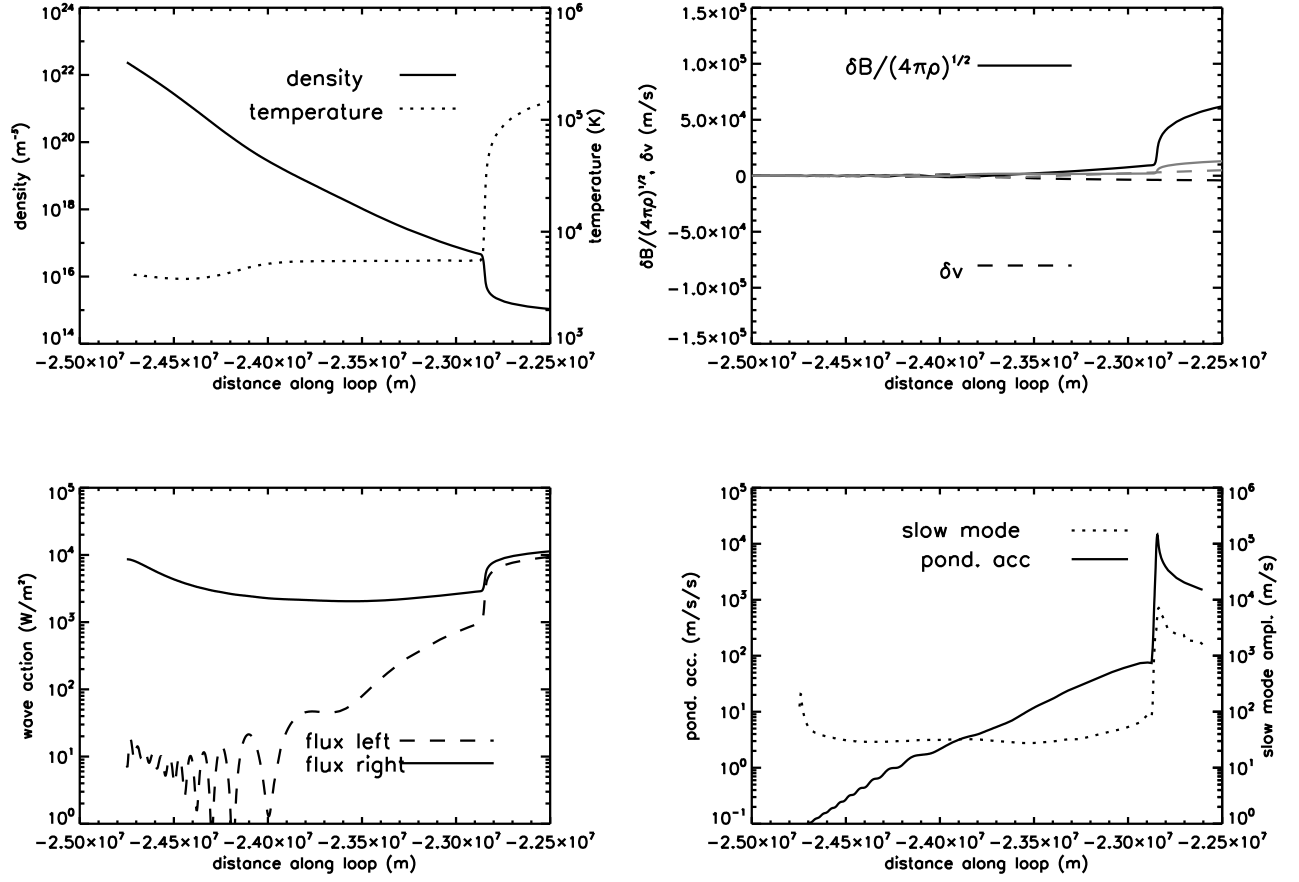 10²⁴
10²²
10²⁰
10¹⁸
10¹⁶
10¹⁴
density (m⁻³)
density
temperature
10⁶
10⁵
10⁴
10³
temperature (K)
−2.50×10⁷ −2.45×10⁷ −2.40×10⁷ −2.35×10⁷ −2.30×10⁷ −2.25×10⁷
distance along loop (m)
1.5×10⁵
1.0×10⁵
5.0×10⁴
0
−5.0×10⁴
−1.0×10⁵
−1.5×10⁵
δB/(4πρ)^1/2, δv (m/s)
δB/(4πρ)^1/2
δv
−2.50×10⁷ −2.45×10⁷ −2.40×10⁷ −2.35×10⁷ −2.30×10⁷ −2.25×10⁷
distance along loop (m)
10⁵
10⁴
10³
10²
10¹
10⁰
wave action (W/m²)
flux left
flux right
−2.50×10⁷ −2.45×10⁷ −2.40×10⁷ −2.35×10⁷ −2.30×10⁷ −2.25×10⁷
distance along loop (m)
10⁵
10⁴
10³
10²
10¹
10⁰
10⁻¹
pond. acc. (m/s/s)
slow mode
pond. acc
10⁶
10⁵
10⁴
10³
10²
10¹
10⁰
slow mode ampl. (m/s)
−2.50×10⁷ −2.45×10⁷ −2.40×10⁷ −2.35×10⁷ −2.30×10⁷ −2.25×10⁷
distance along loop (m)